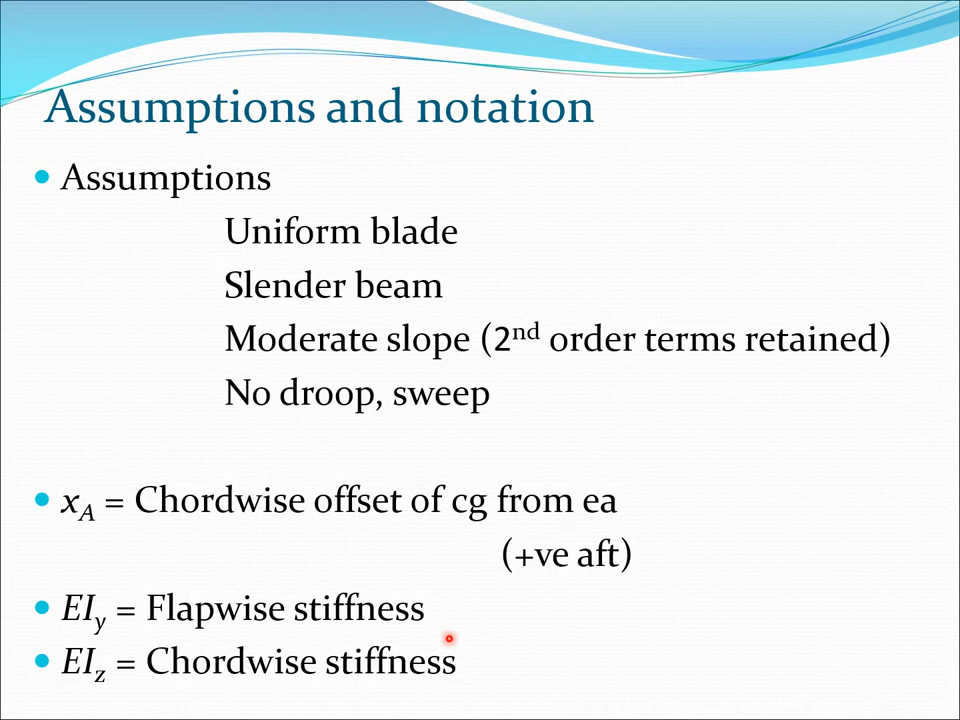 Assumptions and notation
• Assumptions
Uniform blade
Slender beam
Moderate slope (2nd order terms retained)
No droop, sweep
• xA = Chordwise offset of cg from ea
(+ve aft)
• EIy = Flapwise stiffness
• EIz = Chordwise stiffness